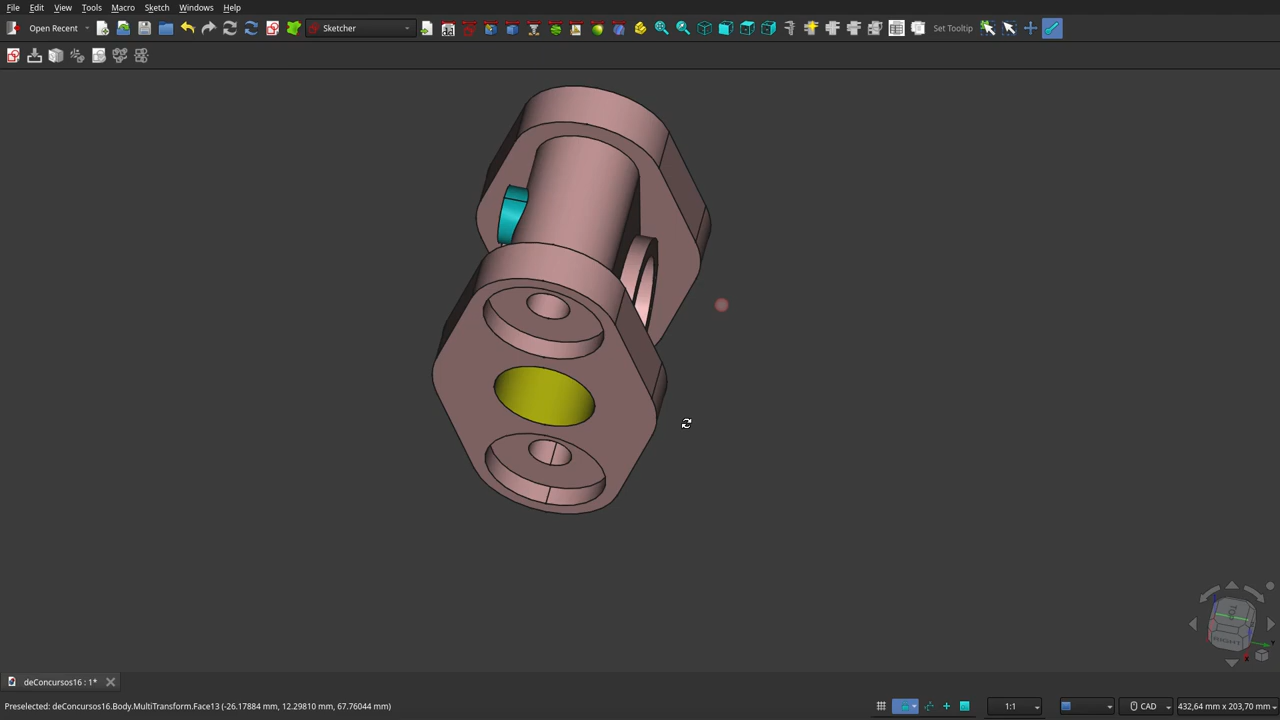 File Edit View Tools Macro Sketch Windows Help
Open Recent Sketcher Set Tooltip
RIGHT
deConcursos16 : 1*
Preselected: deConcursos16.Body.MultiTransform.Face13 (-26.17884 mm, 12.29810 mm, 67.76044 mm) 1:1 CAD 432,64 mm x 203,70 mm